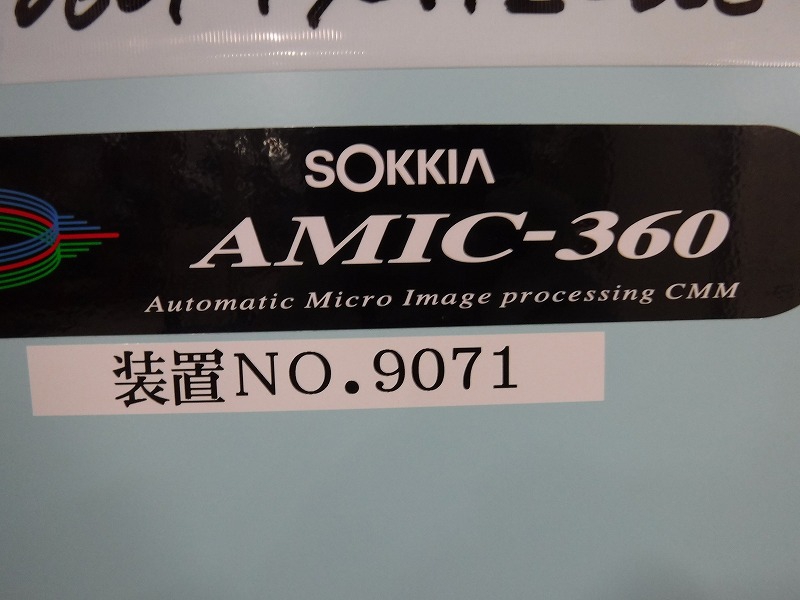 SOKKIA
AMIC-360
Automatic Micro Image processing CMM
装置NO.9071